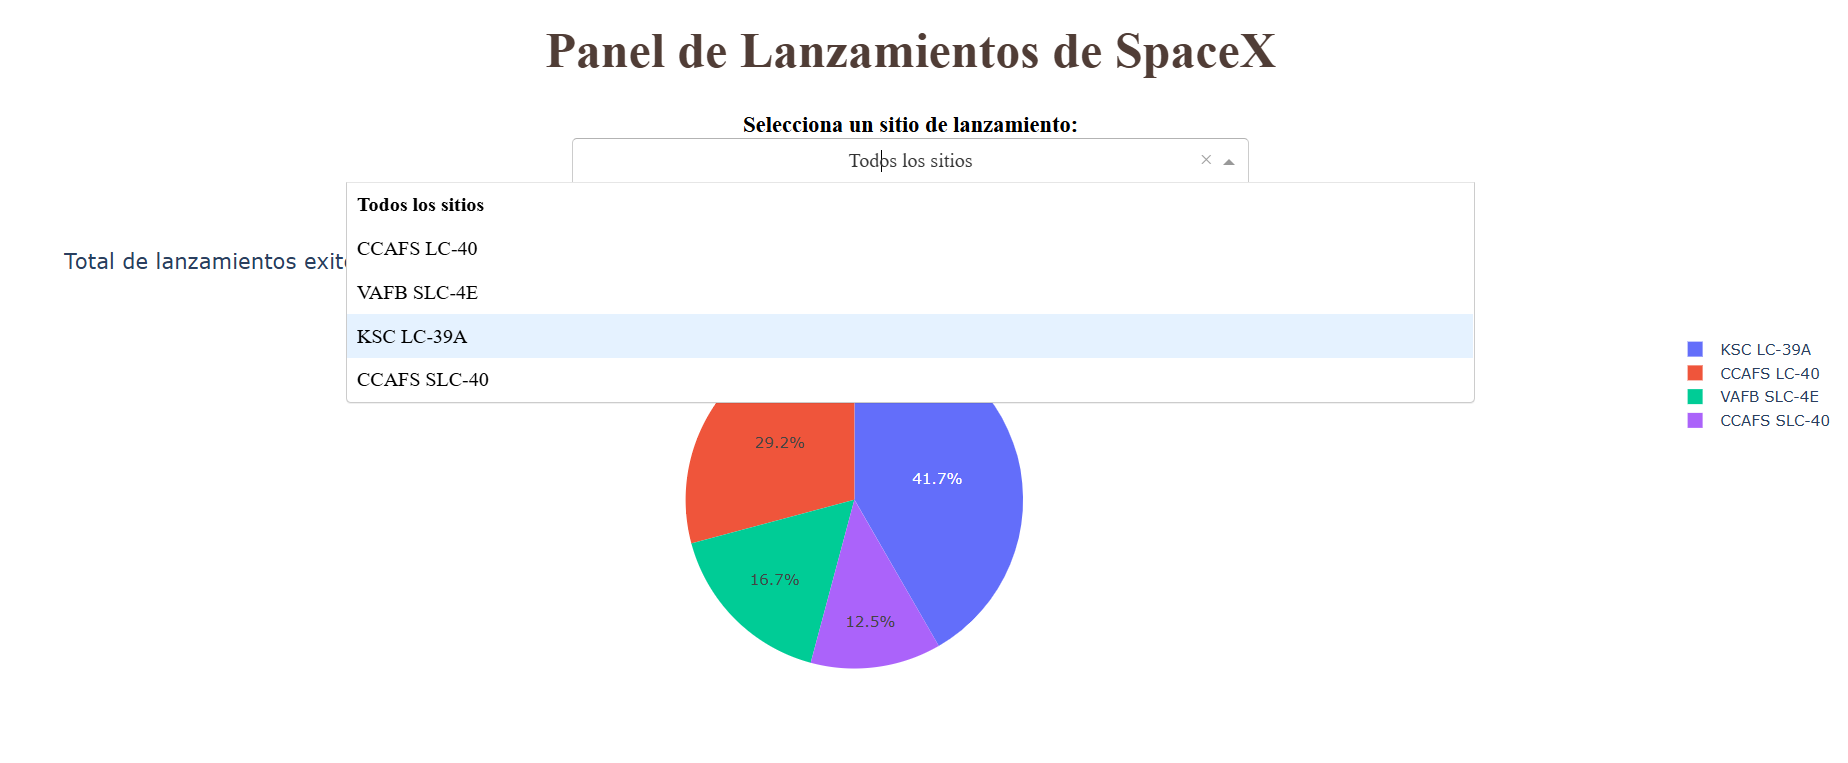 Panel de Lanzamientos de SpaceX
Selecciona un sitio de lanzamiento:
Todos los sitios
×
Todos los sitios
CCAFS LC-40
VAFB SLC-4E
KSC LC-39A
CCAFS SLC-40
Total de lanzamientos
KSC LC-39A
CCAFS LC-40
VAFB SLC-4E
CCAFS SLC-40
29.2%
41.7%
16.7%
12.5%